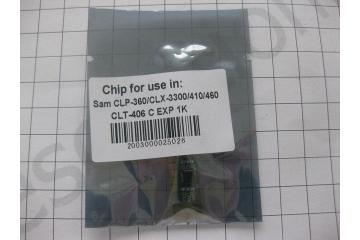 Chip for use in:
Sam CLP-360/CLX-3300/410/460
CLT-406 C EXP 1K
2003000025026